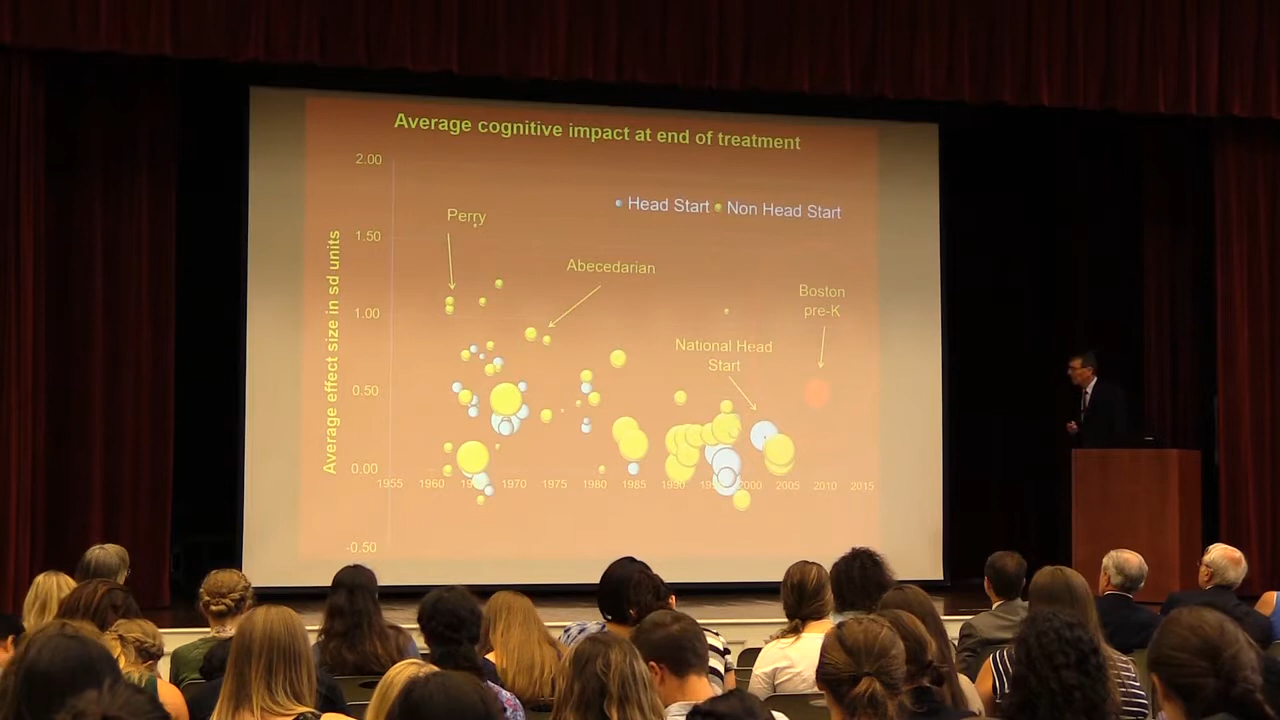 Average cognitive impact at end of treatment
2.00
Head Start Non Head Start
Perry
1.50
Abecedarian
Boston
pre-K
1.00
National Head
Start
0.50
0.00
1955 1960 1970 1975 1980 1985 1990 2000 2005 2010 2015
-0.50
Average effect size in sd units